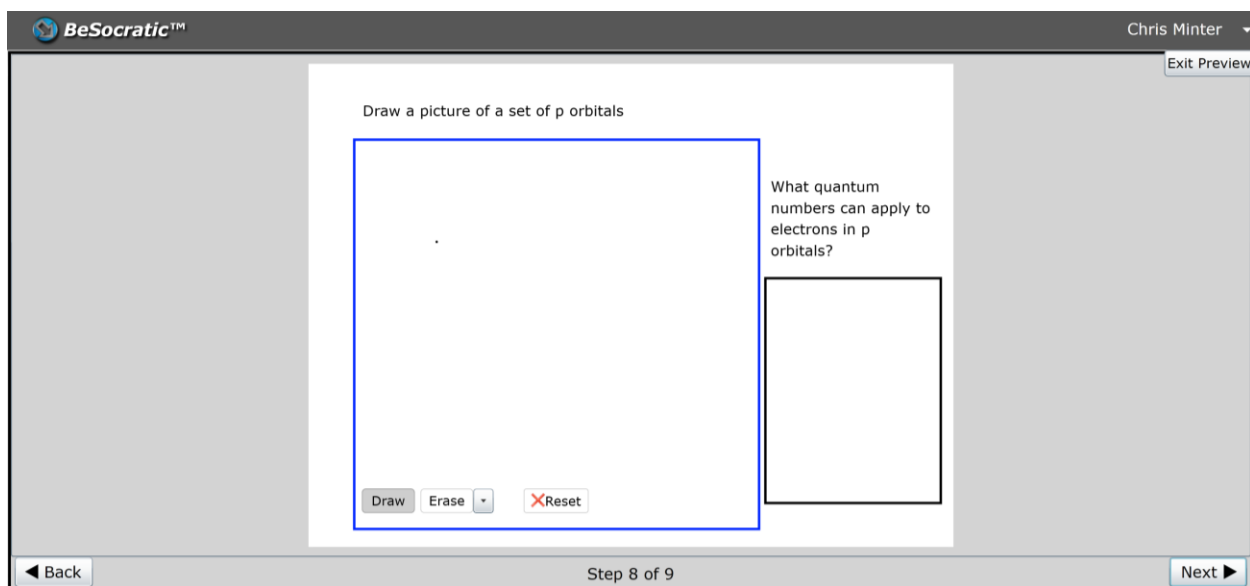 BeSocratic™
Chris Minter
Exit Preview
Draw a picture of a set of p orbitals
What quantum
numbers can apply to
electrons in p
orbitals?
Draw Erase Reset
Back Step 8 of 9 Next